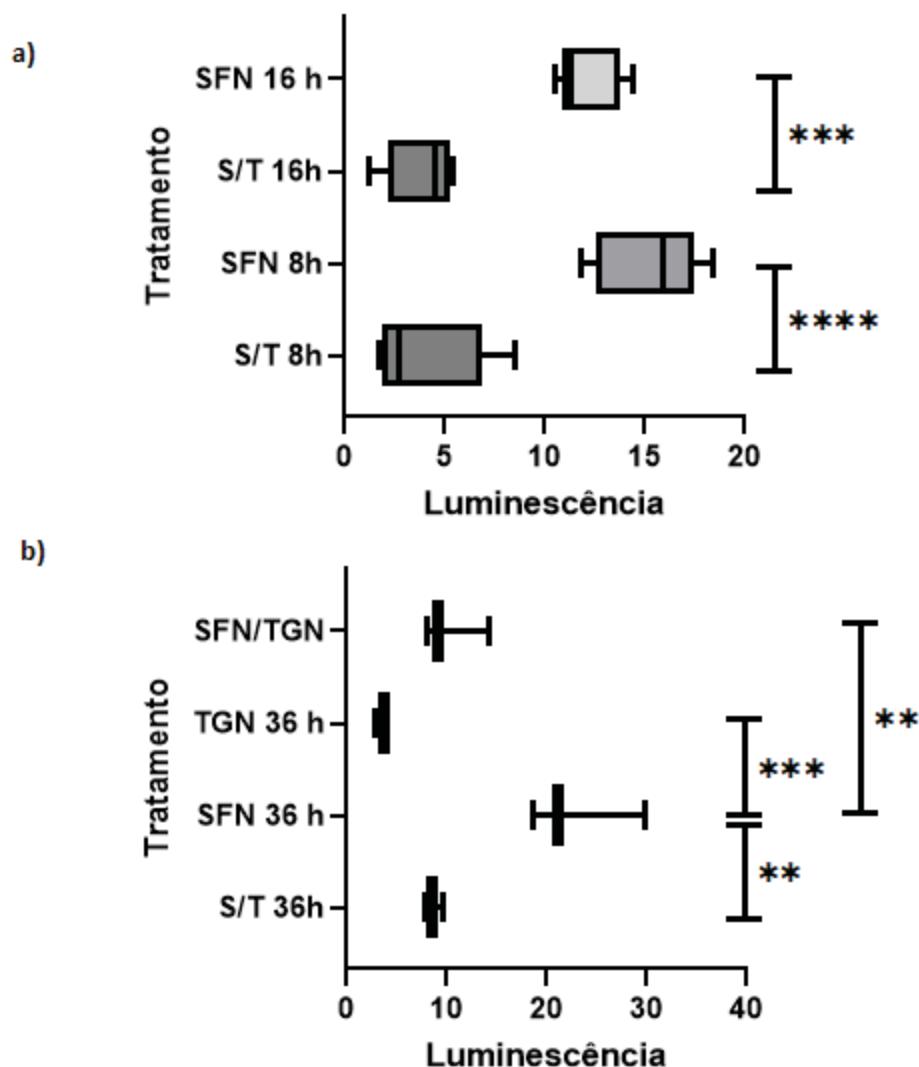 a)
Tratamento
SFN 16 h
S/T 16h
SFN 8h
S/T 8h
***
****
0 5 10 15 20
Luminescência
b)
Tratamento
SFN/TGN
TGN 36 h
SFN 36 h
S/T 36h
**
***
**
0 10 20 30 40
Luminescência